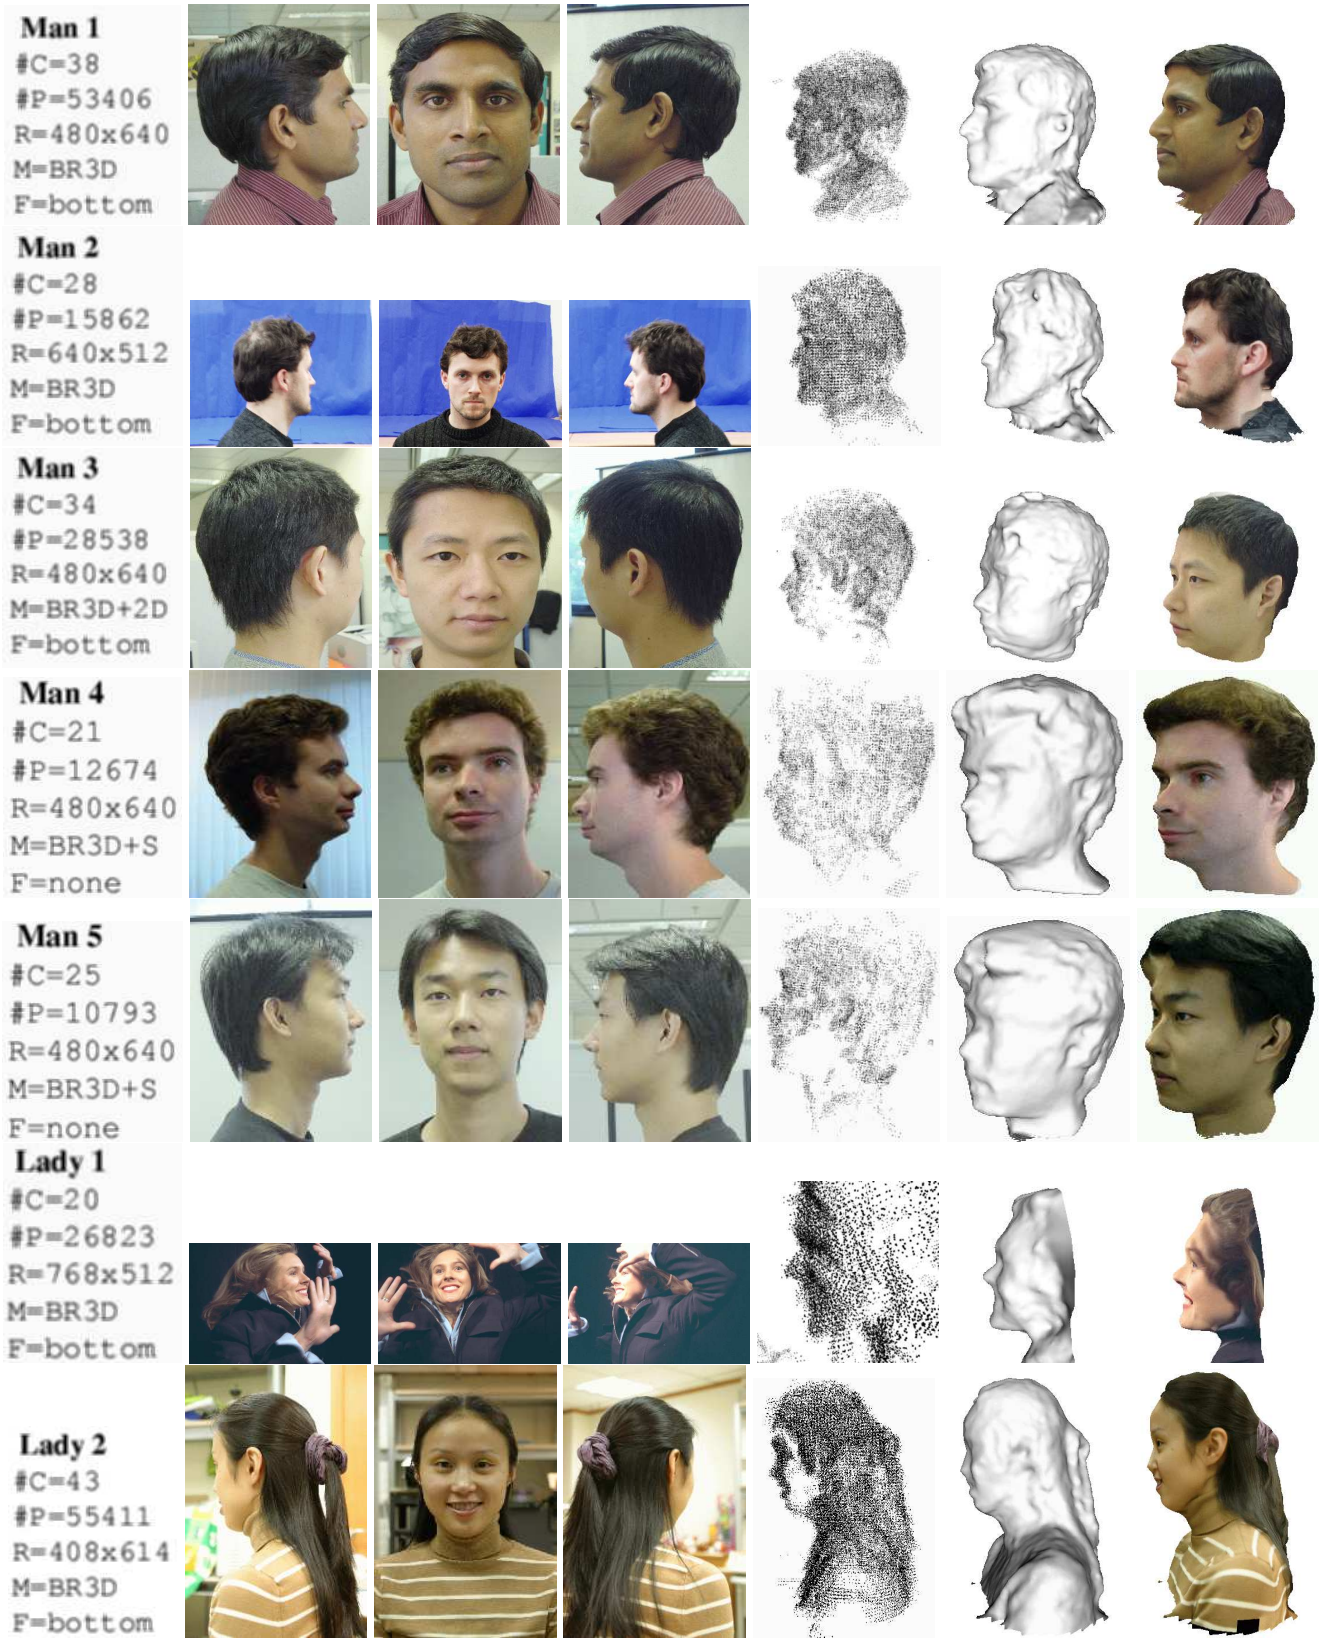 Man 1
#C=38
#P=53406
R=480x640
M=BR3D
F=bottom
Man 2
#C=28
#P=15862
R=640x512
M=BR3D
F=bottom
Man 3
#C=34
#P=28538
R=480x640
M=BR3D+2D
F=bottom
Man 4
#C=21
#P=12674
R=480x640
M=BR3D+S
F=none
Man 5
#C=25
#P=10793
R=480x640
M=BR3D+S
F=none
Lady 1
#C=20
#P=26823
R=768x512
M=BR3D
F=bottom
Lady 2
#C=43
#P=55411
R=408x614
M=BR3D
F=bottom